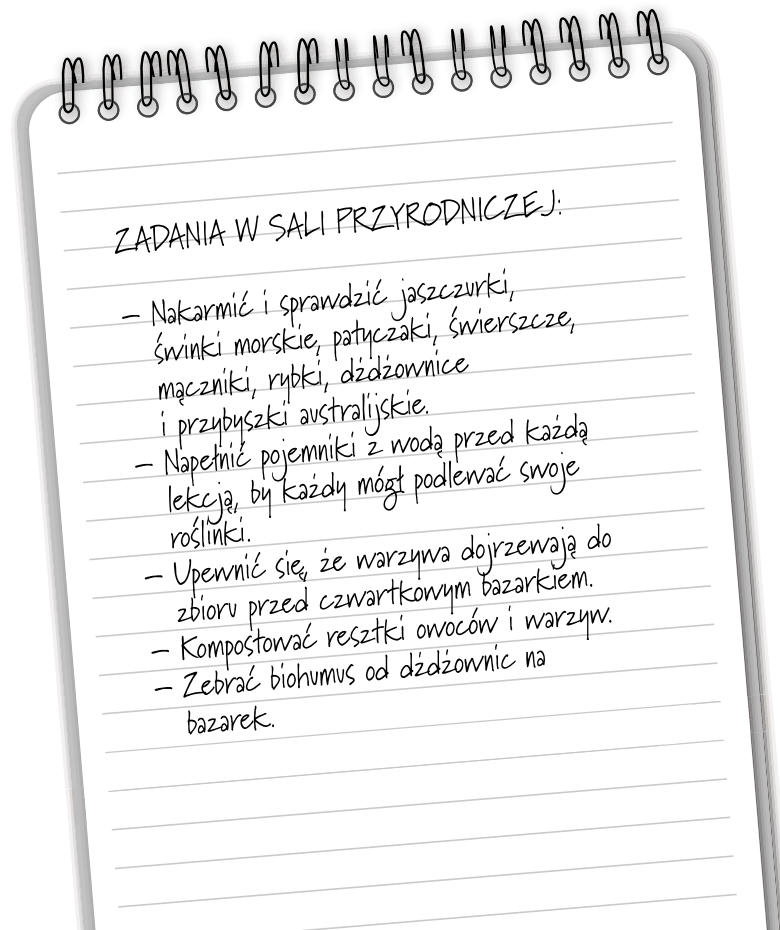 ZADANIA W SALI PRZYRODNICZEJ:
– Nakarmić i sprawdzić jaszczurki,
świnki morskie, patyczaki, świerszcze,
mączniki, rybki, dżdżownice
i przybyszki australijskie.
– Napełnić pojemniki z wodą przed każdą
lekcją, by każdy mógł podlewać swoje
roślinki.
– Upewnić się, że warzywa dojrzewają do
zbioru przed czwartkowym bazarkiem.
– Kompostować resztki owoców i warzyw.
– Zebrać biohumus od dżdżownic na
bazarek.